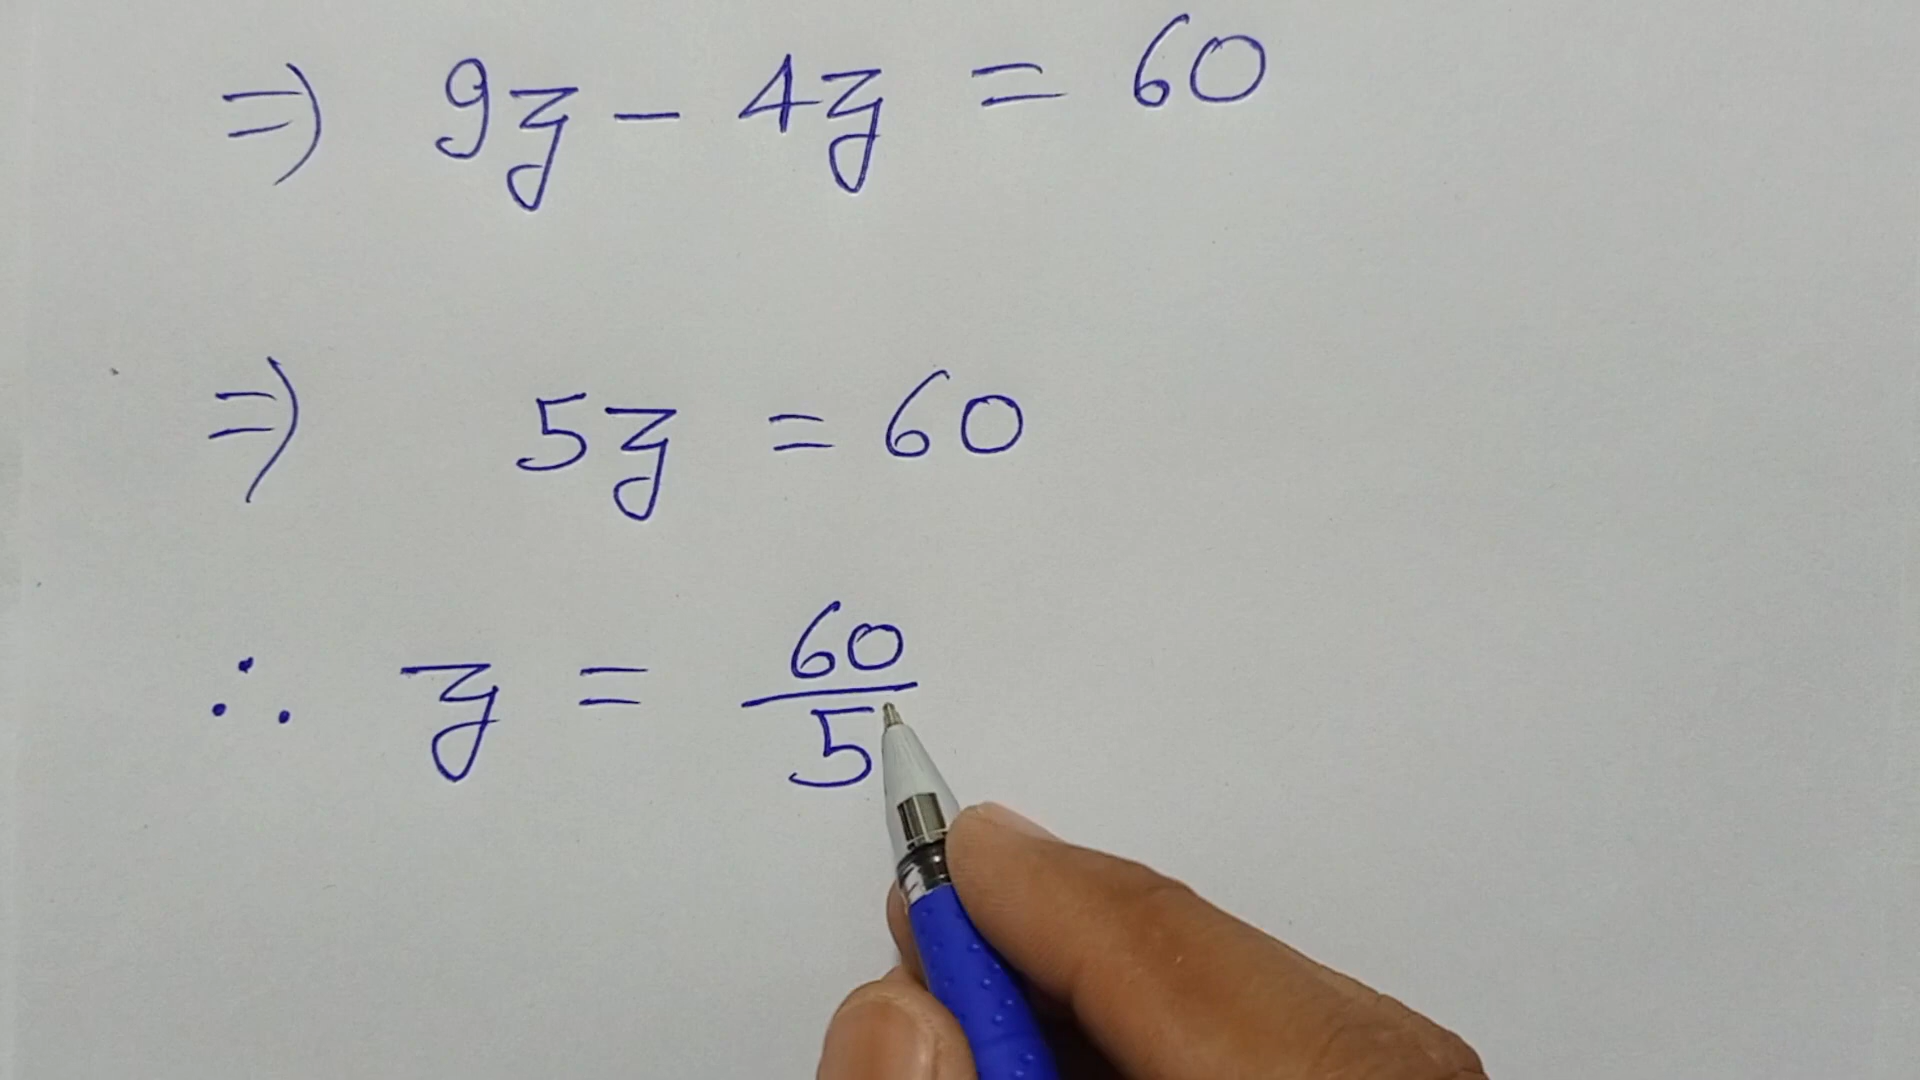 ⇒ 9z - 4z = 60
⇒ 5z = 60
∴ z = 60/5